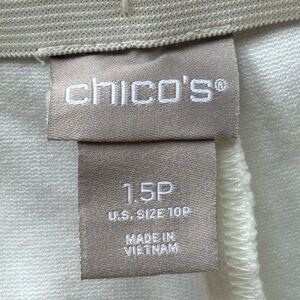 chico's®
1.5P
U.S. SIZE 10P
MADE IN
VIETNAM